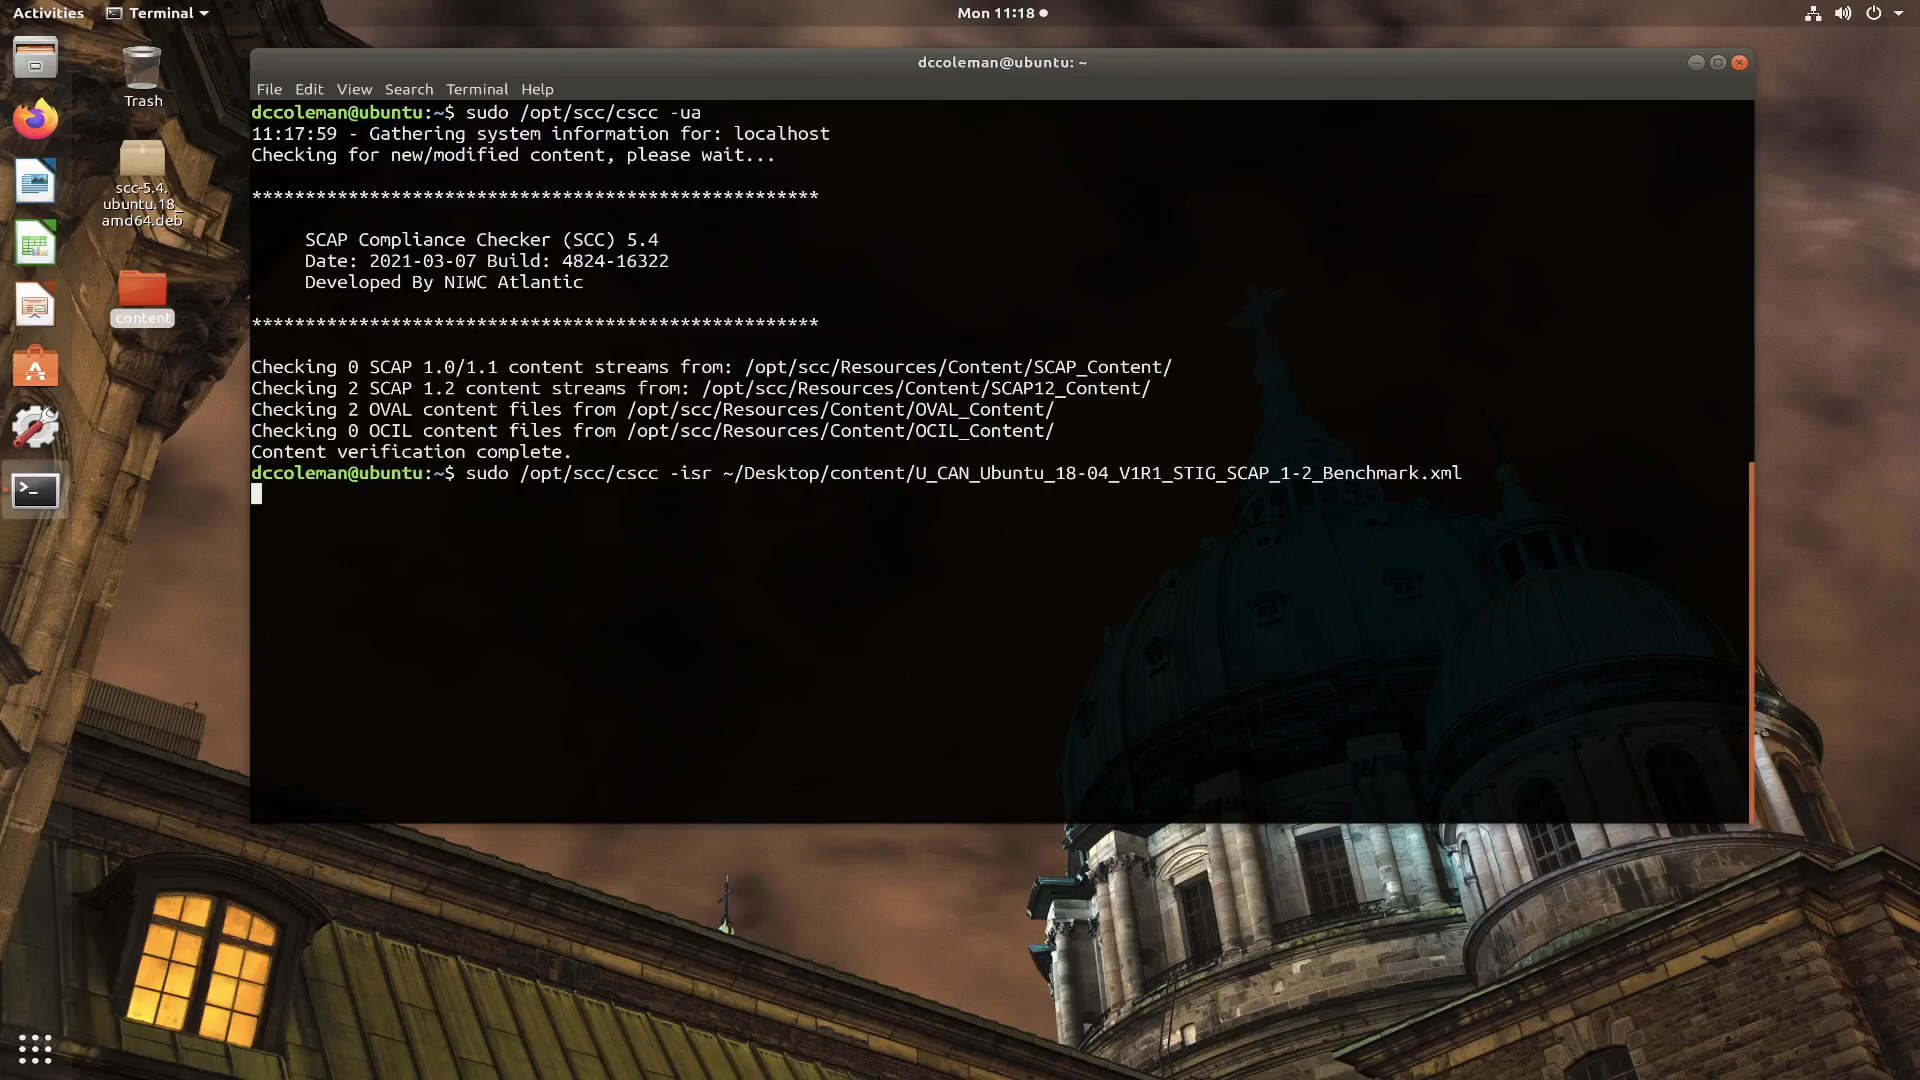 Activities
Terminal
Mon 11:18
Trash
scc-5.4.
ubuntu.18_
amd64.deb
content
dccoleman@ubuntu: ~
File Edit View Search Terminal Help
dccoleman@ubuntu:~$ sudo /opt/scc/cscc -ua
11:17:59 - Gathering system information for: localhost
Checking for new/modified content, please wait...
*****************************************************
SCAP Compliance Checker (SCC) 5.4
Date: 2021-03-07 Build: 4824-16322
Developed By NIWC Atlantic
*****************************************************
Checking 0 SCAP 1.0/1.1 content streams from: /opt/scc/Resources/Content/SCAP_Content/
Checking 2 SCAP 1.2 content streams from: /opt/scc/Resources/Content/SCAP12_Content/
Checking 2 OVAL content files from /opt/scc/Resources/Content/OVAL_Content/
Checking 0 OCIL content files from /opt/scc/Resources/Content/OCIL_Content/
Content verification complete.
dccoleman@ubuntu:~$ sudo /opt/scc/cscc -isr ~/Desktop/content/U_CAN_Ubuntu_18-04_V1R1_STIG_SCAP_1-2_Benchmark.xml